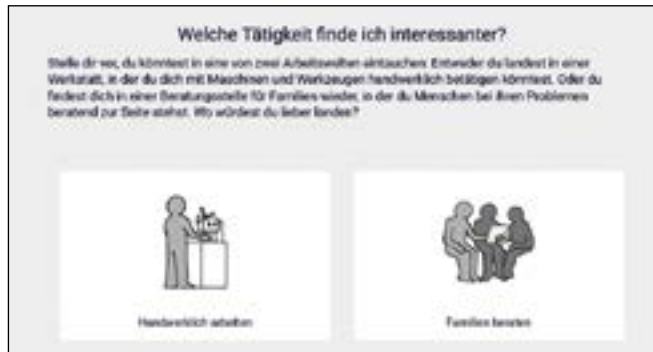 Welche Tätigkeit finde ich interessanter?
Stelle dir vor, du könntest in eine von zwei Arbeitswelten eintauchen: Entweder du landest in einer
Werkstatt, in der du dich mit Maschinen und Werkzeugen handwerklich betätigen könntest. Oder du
findest dich in einer Beratungsstelle für Familien wieder, in der du Menschen bei ihren Problemen
beratend zur Seite stehst. Wo würdest du lieber landen?
Handwerklich arbeiten
Familien beraten